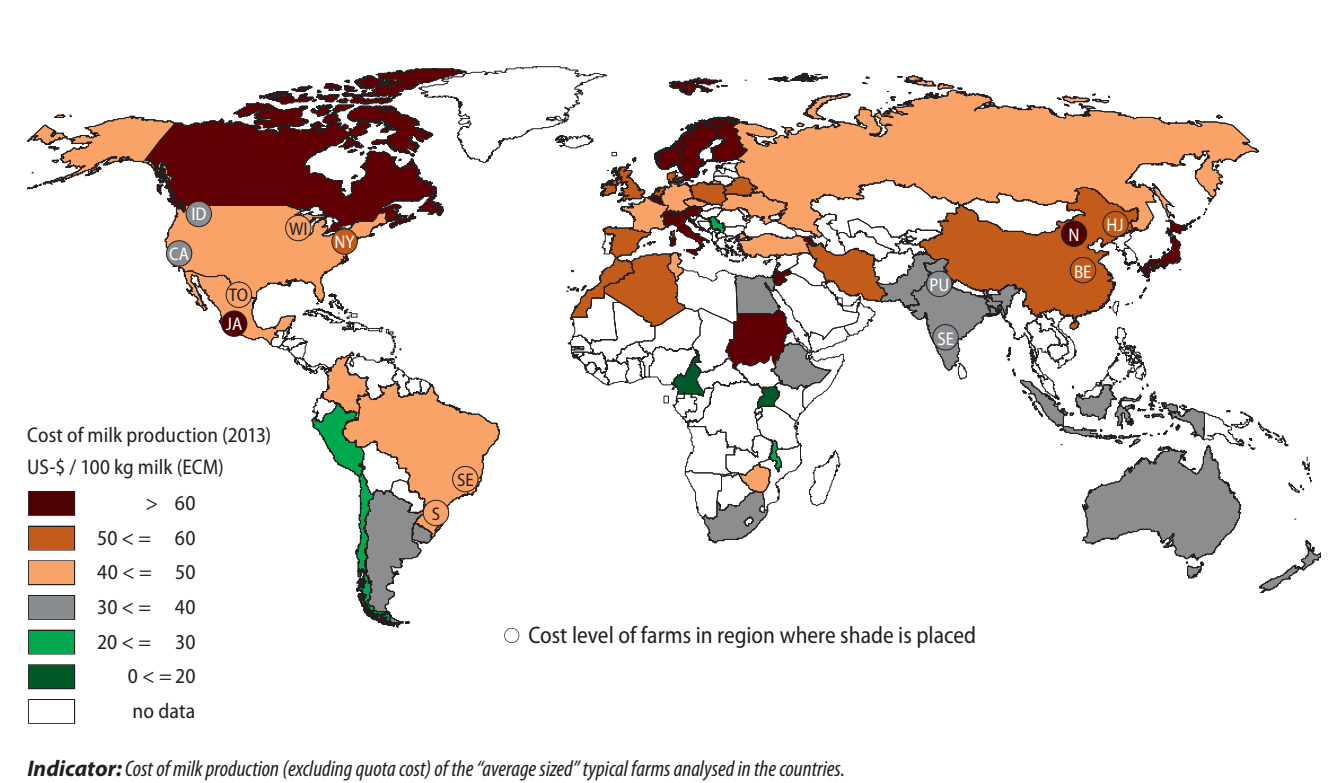 ID
WI
NY
CA
TO
JA
N
HJ
BE
PU
SE
SE
S
Cost of milk production (2013)
US-$ / 100 kg milk (ECM)
> 60
50 < = 60
40 < = 50
30 < = 40
20 < = 30
0 < = 20
no data
Cost level of farms in region where shade is placed
Indicator: Cost of milk production (excluding quota cost) of the “average sized” typical farms analysed in the countries.